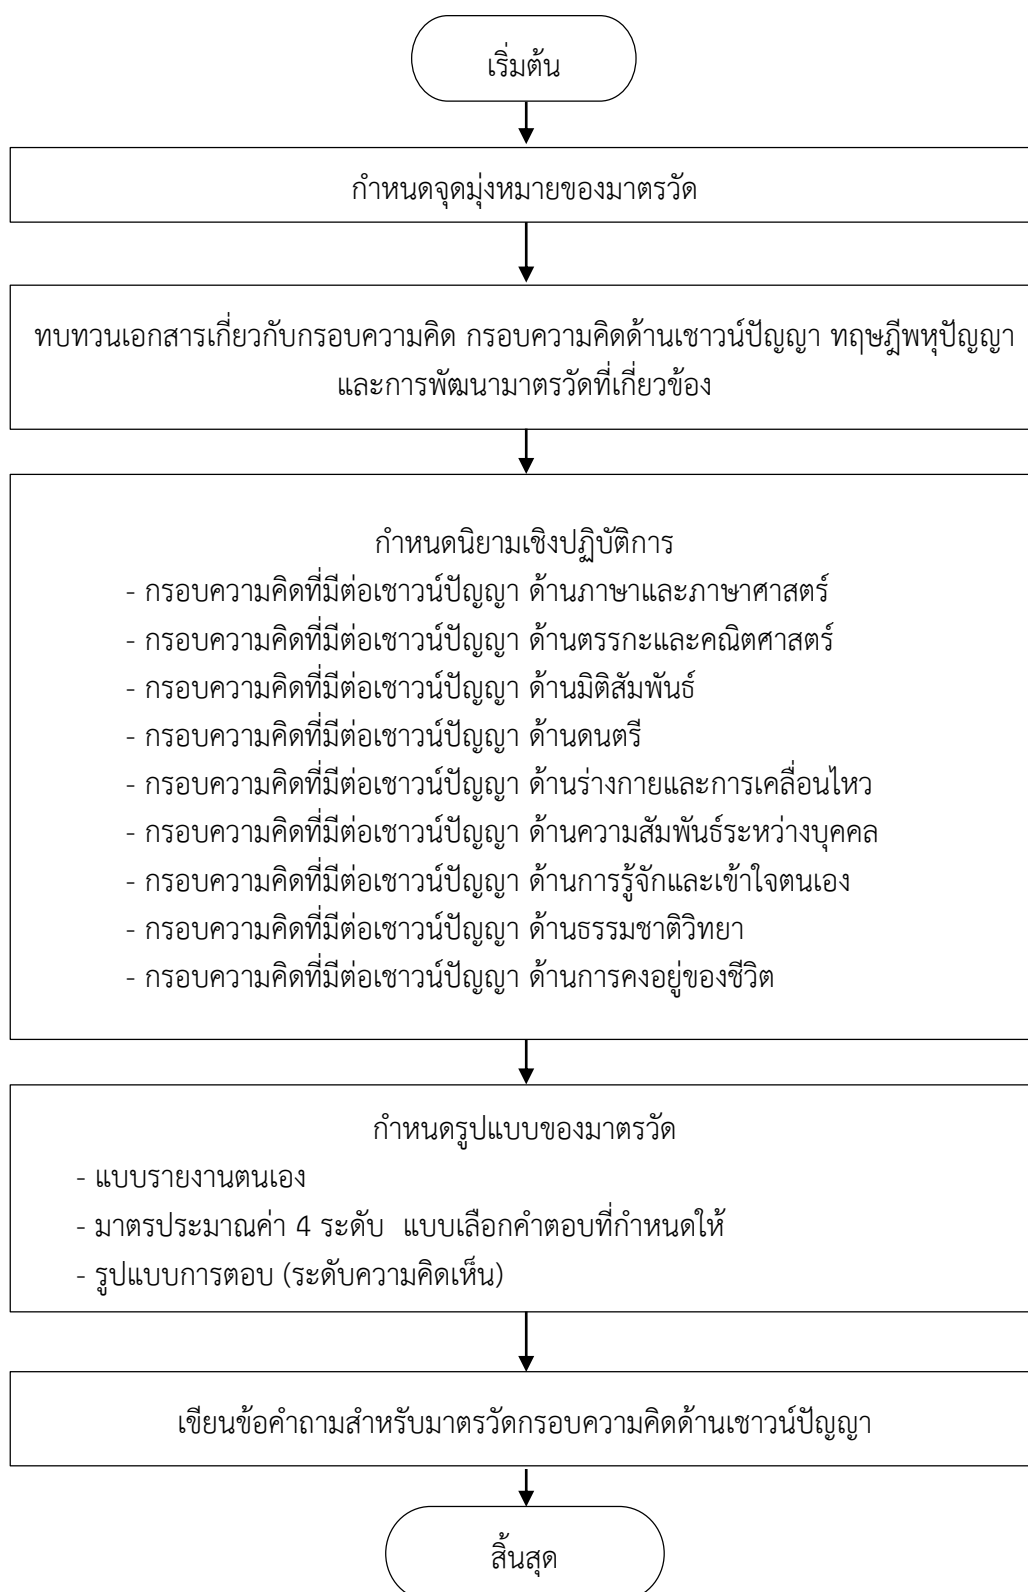 เริ่มต้น
กำหนดจุดมุ่งหมายของมาตรวัด
ทบทวนเอกสารเกี่ยวกับกรอบความคิด กรอบความคิดด้านเชาวน์ปัญญา ทฤษฎีพหุปัญญา
และการพัฒนามาตรวัดที่เกี่ยวข้อง
กำหนดนิยามเชิงปฏิบัติการ
- กรอบความคิดที่มีต่อเชาวน์ปัญญา ด้านภาษาและภาษาศาสตร์
- กรอบความคิดที่มีต่อเชาวน์ปัญญา ด้านตรรกะและคณิตศาสตร์
- กรอบความคิดที่มีต่อเชาวน์ปัญญา ด้านมิติสัมพันธ์
- กรอบความคิดที่มีต่อเชาวน์ปัญญา ด้านดนตรี
- กรอบความคิดที่มีต่อเชาวน์ปัญญา ด้านร่างกายและการเคลื่อนไหว
- กรอบความคิดที่มีต่อเชาวน์ปัญญา ด้านความสัมพันธ์ระหว่างบุคคล
- กรอบความคิดที่มีต่อเชาวน์ปัญญา ด้านการรู้จักและเข้าใจตนเอง
- กรอบความคิดที่มีต่อเชาวน์ปัญญา ด้านธรรมชาติวิทยา
- กรอบความคิดที่มีต่อเชาวน์ปัญญา ด้านการคงอยู่ของชีวิต
กำหนดรูปแบบของมาตรวัด
- แบบรายงานตนเอง
- มาตรประมาณค่า 4 ระดับ  แบบเลือกคำตอบที่กำหนดให้
- รูปแบบการตอบ (ระดับความคิดเห็น)
เขียนข้อคำถามสำหรับมาตรวัดกรอบความคิดด้านเชาวน์ปัญญา
สิ้นสุด